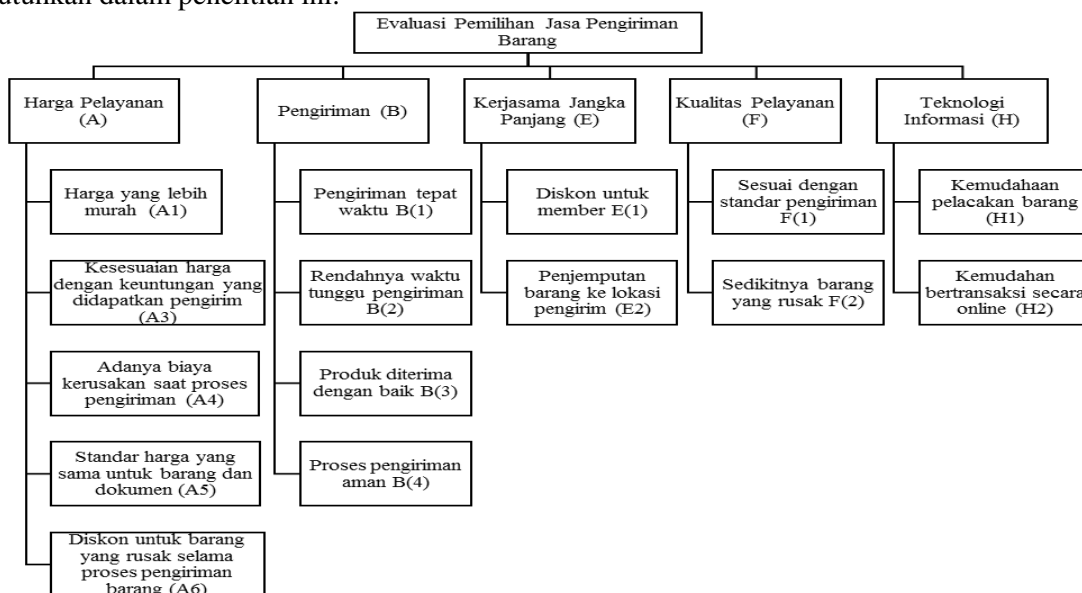 dalam penelitian ini.
Evaluasi Pemilihan Jasa Pengiriman
Barang
Harga Pelayanan
(A)
Pengiriman (B)
Kerjasama Jangka
Panjang (E)
Kualitas Pelayanan
(F)
Teknologi
Informasi (H)
Harga yang lebih
murah (A1)
Kesesuaian harga
dengan keuntungan yang
didapatkan pengirim
(A3)
Adanya biaya
kerusakan saat proses
pengiriman (A4)
Standar harga yang
sama untuk barang dan
dokumen (A5)
Diskon untuk barang
yang rusak selama
proses pengiriman
barang (A6)
Pengiriman tepat
waktu B(1)
Rendahnya waktu
tunggu pengiriman
B(2)
Produk diterima
dengan baik B(3)
Proses pengiriman
aman B(4)
Diskon untuk
member E(1)
Penjemputan
barang ke lokasi
pengirim (E2)
Sesuai dengan
standar pengiriman
F(1)
Sedikitnya barang
yang rusak F(2)
Kemudahaan
pelacakan barang
(H1)
Kemudahan
bertransaksi secara
online (H2)